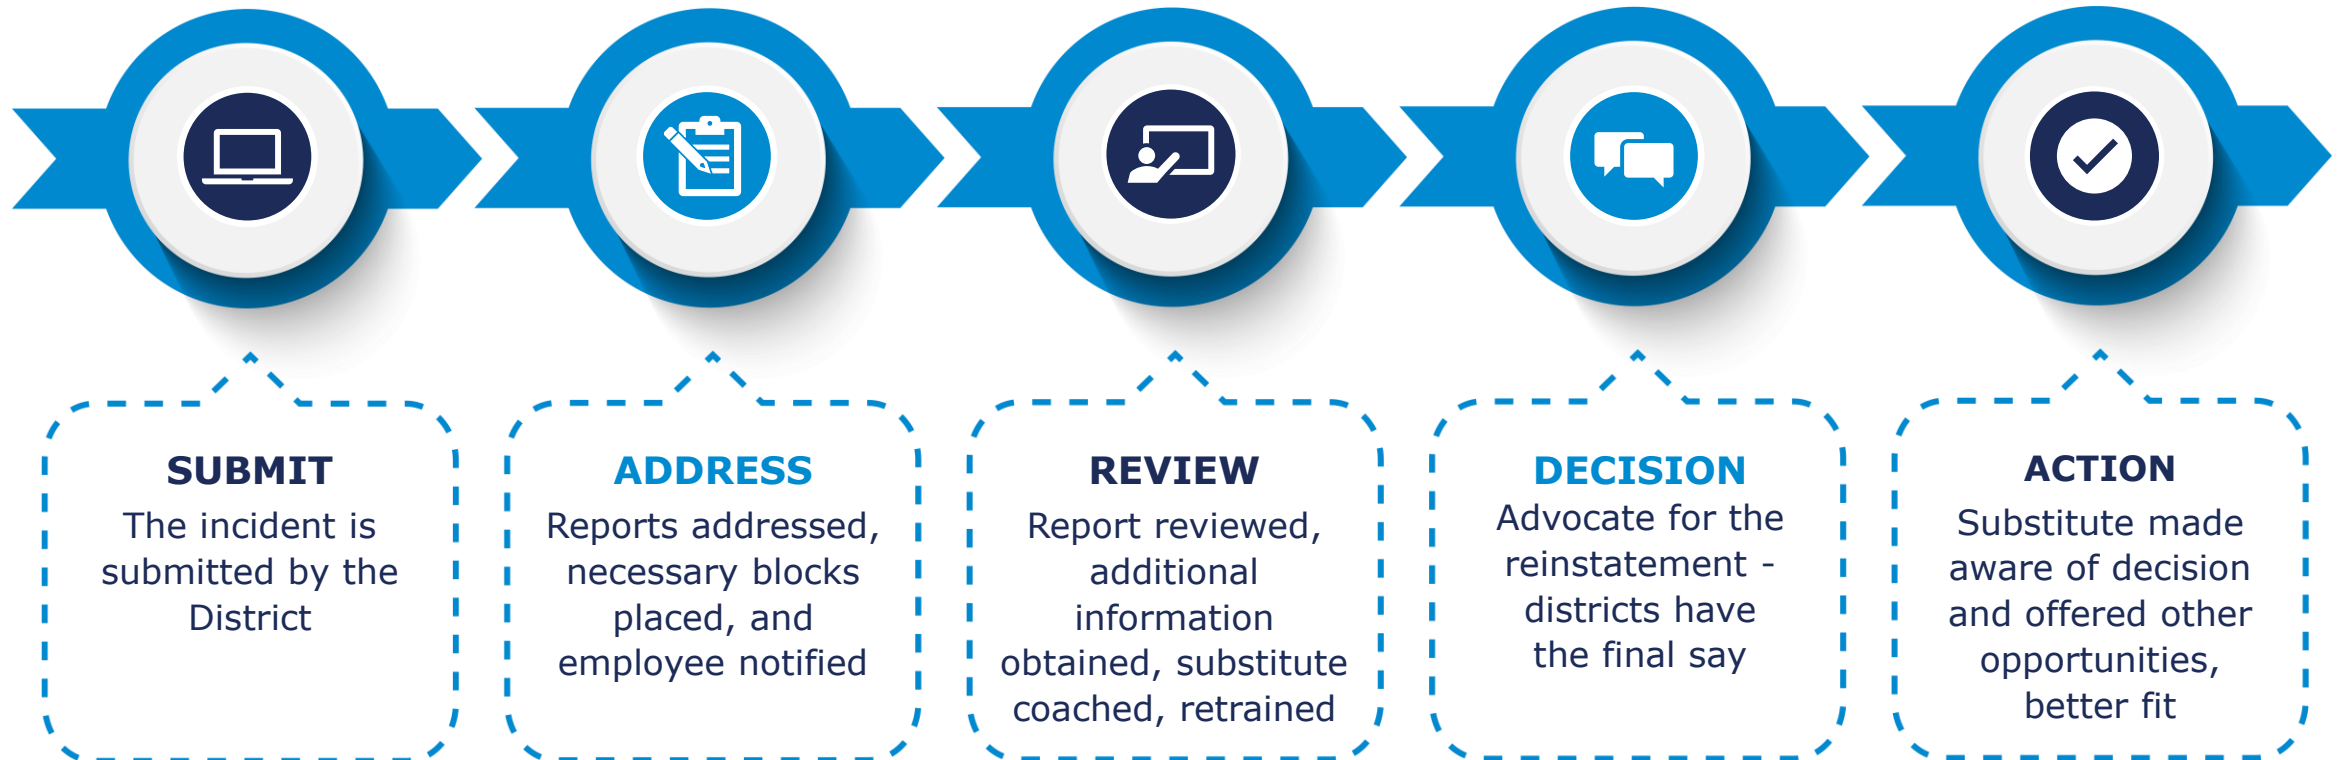 SUBMIT
The incident is
submitted by the
District
ADDRESS
Reports addressed,
necessary blocks
placed, and
employee notified
REVIEW
Report reviewed,
additional
information
obtained, substitute
coached, retrained
DECISION
Advocate for the
reinstatement -
districts have
the final say
ACTION
Substitute made
aware of decision
and offered other
opportunities,
better fit